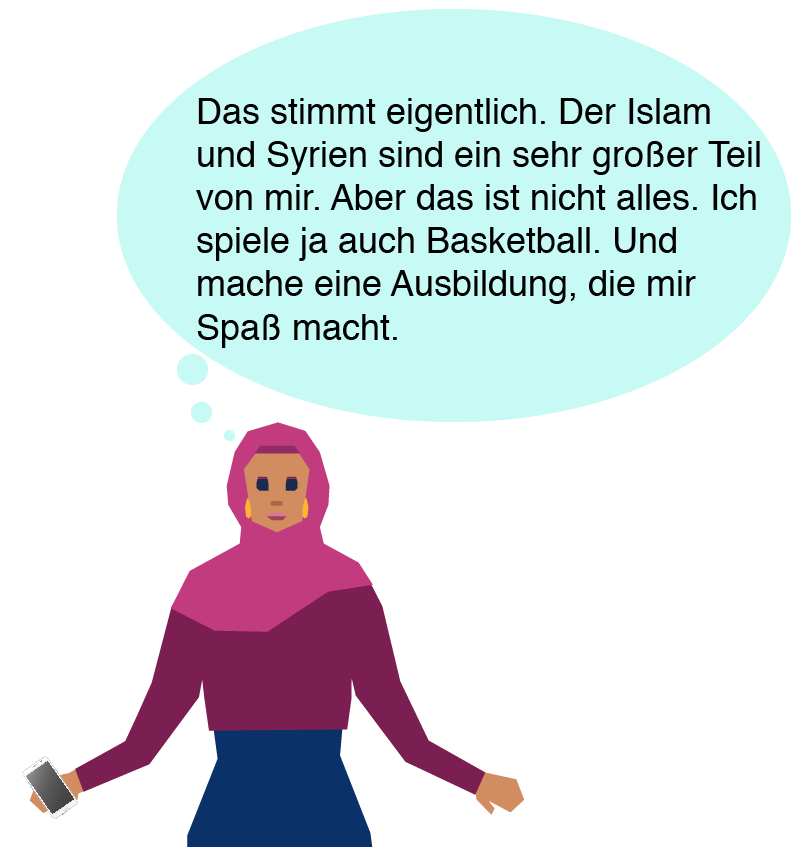 Das stimmt eigentlich. Der Islam
und Syrien sind ein sehr großer Teil
von mir. Aber das ist nicht alles. Ich
spiele ja auch Basketball. Und
mache eine Ausbildung, die mir
Spaß macht.